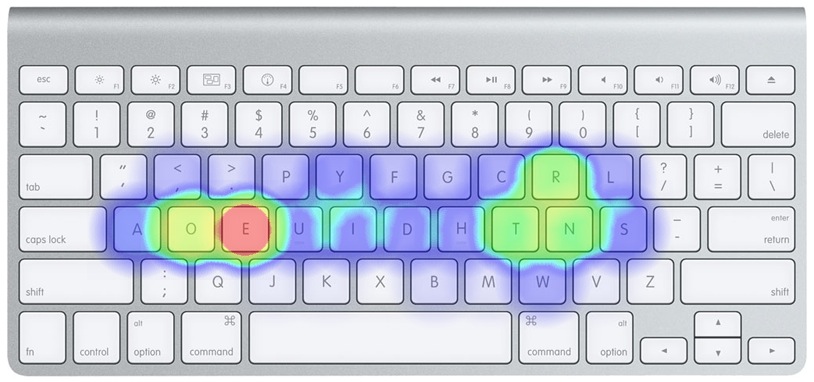 esc F1 F2 F3 F4 F5 F6 F7 F8 F9 F10 F11 F12
~ ! @ # $ % ^ & * ( ) { }
` 1 2 3 4 5 6 7 8 9 0 [ ] delete
tab " ' < , > . P Y F G C R L ? / + = | \
caps lock A O E U I D H T N S _ - enter return
shift : ; Q J K X B M W V Z shift
fn control alt option ⌘ command ⌘ command alt option